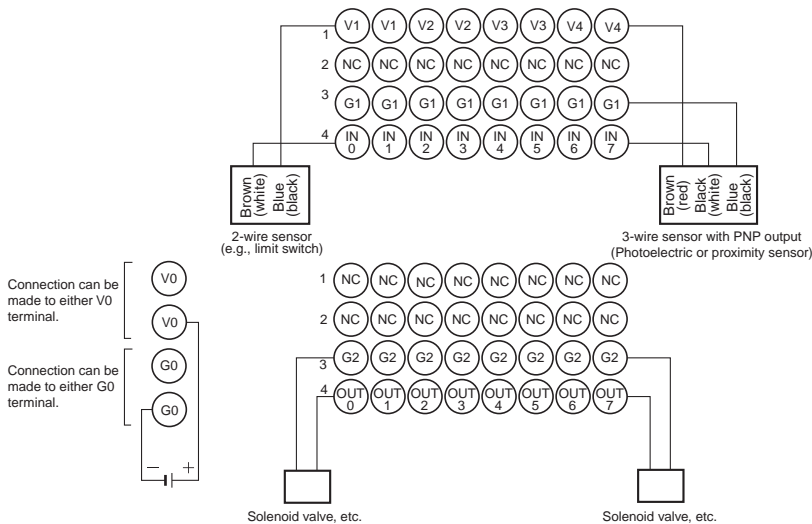 1 V1 V1 V2 V2 V3 V3 V4 V4
2 NC NC NC NC NC NC NC NC
3 G1 G1 G1 G1 G1 G1 G1 G1
4 IN 0 IN 1 IN 2 IN 3 IN 4 IN 5 IN 6 IN 7
Brown
(white)
Blue
(black)
2-wire sensor
(e.g., limit switch)
Brown
(red)
Black
(white)
Blue
(black)
3-wire sensor with PNP output
(Photoelectric or proximity sensor)
Connection can be
made to either V0
terminal.
V0
V0
Connection can be
made to either G0
terminal.
G0
G0
− +
1 NC NC NC NC NC NC NC NC
2 NC NC NC NC NC NC NC NC
3 G2 G2 G2 G2 G2 G2 G2 G2
4 OUT 0 OUT 1 OUT 2 OUT 3 OUT 4 OUT 5 OUT 6 OUT 7
Solenoid valve, etc.
Solenoid valve, etc.